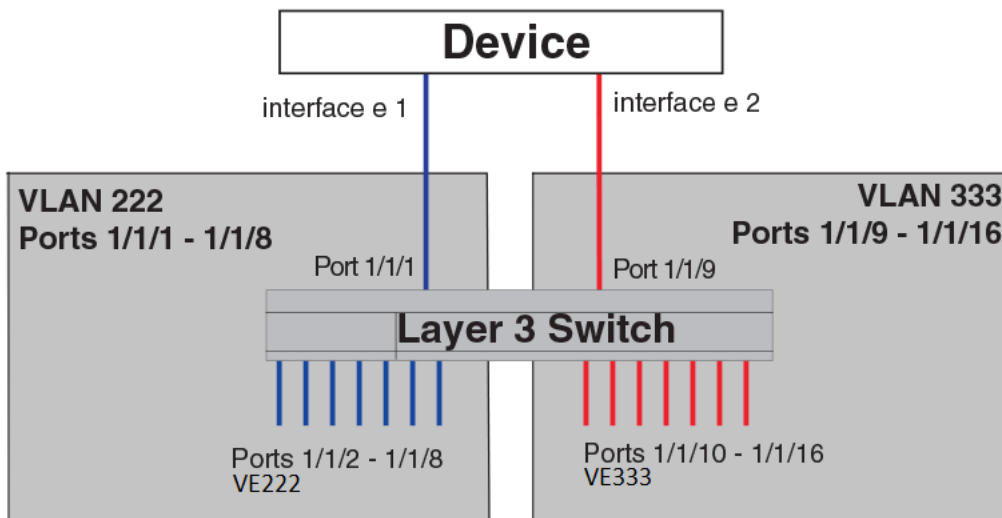 Device
interface e 1
interface e 2
VLAN 222
Ports 1/1/1 - 1/1/8
VLAN 333
Ports 1/1/9 - 1/1/16
Port 1/1/1
Port 1/1/9
Layer 3 Switch
Ports 1/1/2 - 1/1/8
VE222
Ports 1/1/10 - 1/1/16
VE333